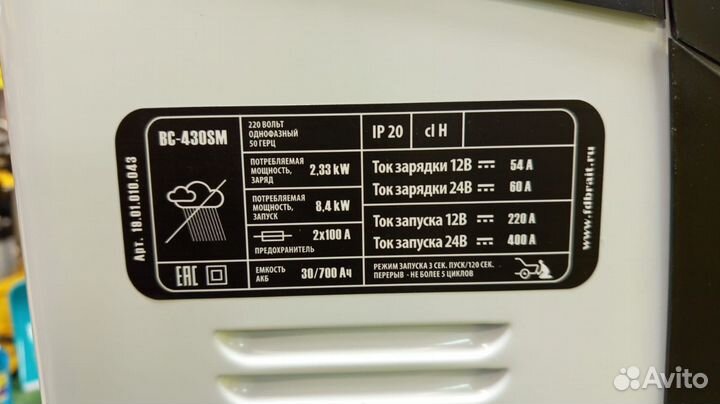 Арт. 18.01.010.043
BC-430SM
220 ВОЛЬТ
ОДНОФАЗНЫЙ
50 ГЕРЦ
IP 20
cl H
ПОТРЕБЛЯЕМАЯ
МОЩНОСТЬ,
ЗАРЯД
2,33 kW
ПОТРЕБЛЯЕМАЯ
МОЩНОСТЬ,
ЗАПУСК
8,4 kW
2x100 А
ПРЕДОХРАНИТЕЛЬ
EAC
ЕМКОСТЬ
АКБ
30/700 Ач
Ток зарядки 12В 54 А
Ток зарядки 24В 60 А
Ток запуска 12В 220 А
Ток запуска 24В 400 А
РЕЖИМ ЗАПУСКА 3 СЕК. ПУСК/120 СЕК.
ПЕРЕРЫВ - НЕ БОЛЕЕ 5 ЦИКЛОВ
www.fdbrait.ru
Avito